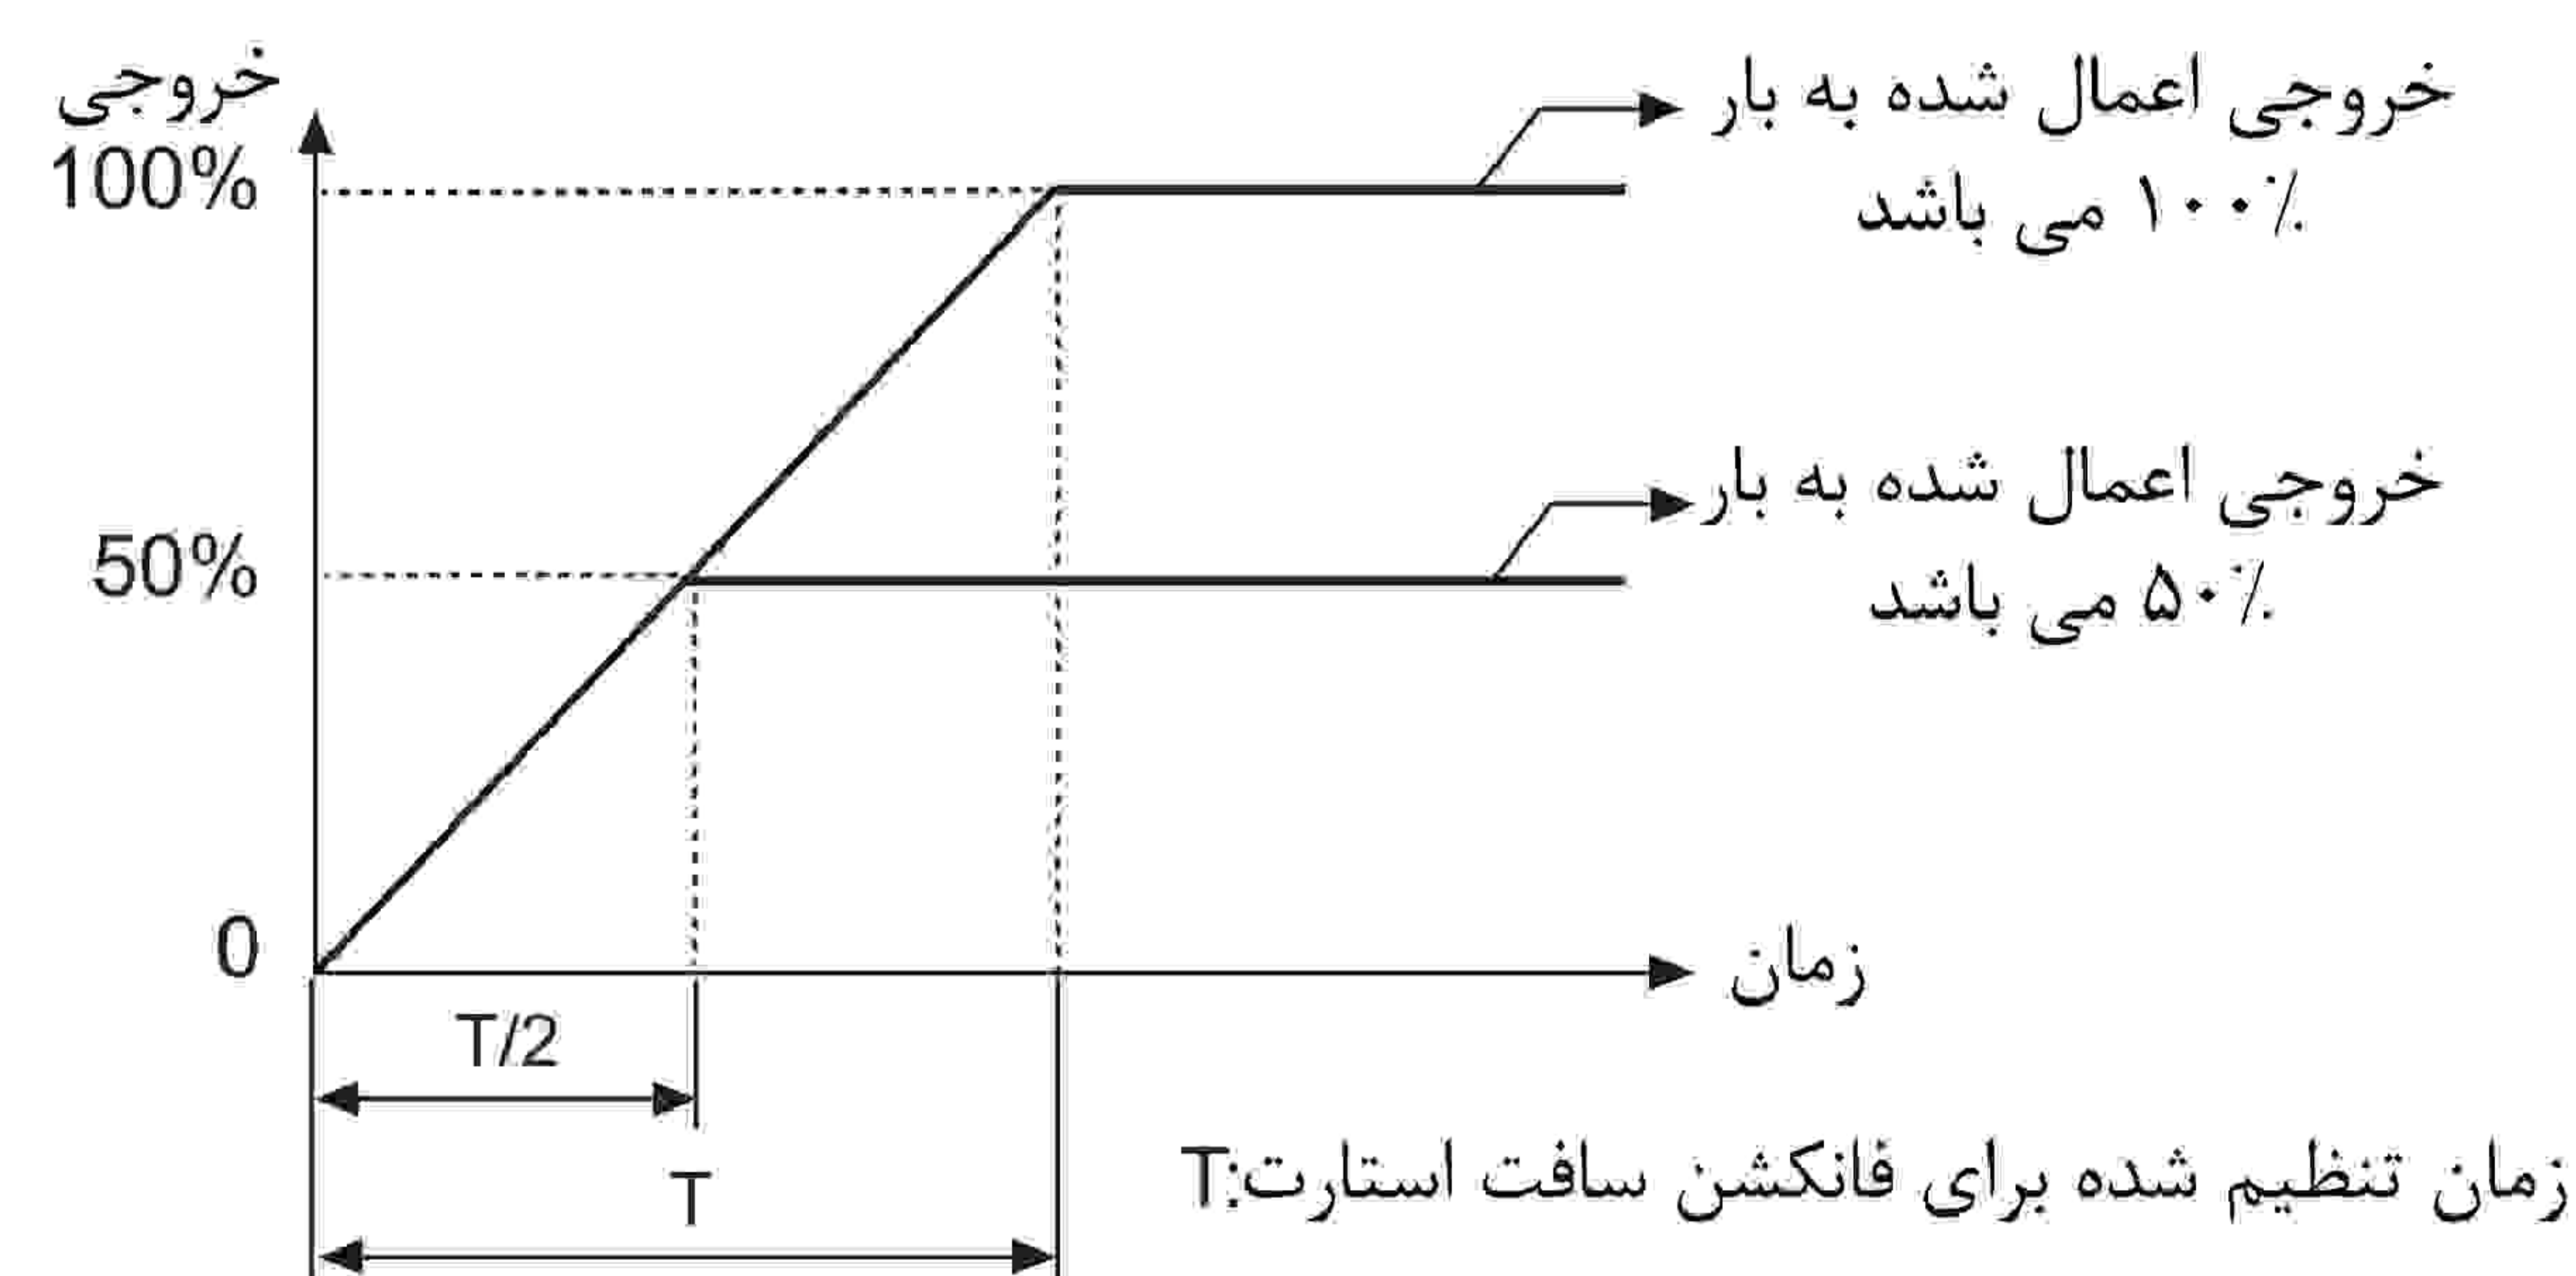 خروجی
100%
خروجی اعمال شده به بار
۱۰۰٪ می باشد
50%
خروجی اعمال شده به بار
۵۰٪ می باشد
0
زمان
T/2
T
T:زمان تنظیم شده برای فانکشن سافت استارت